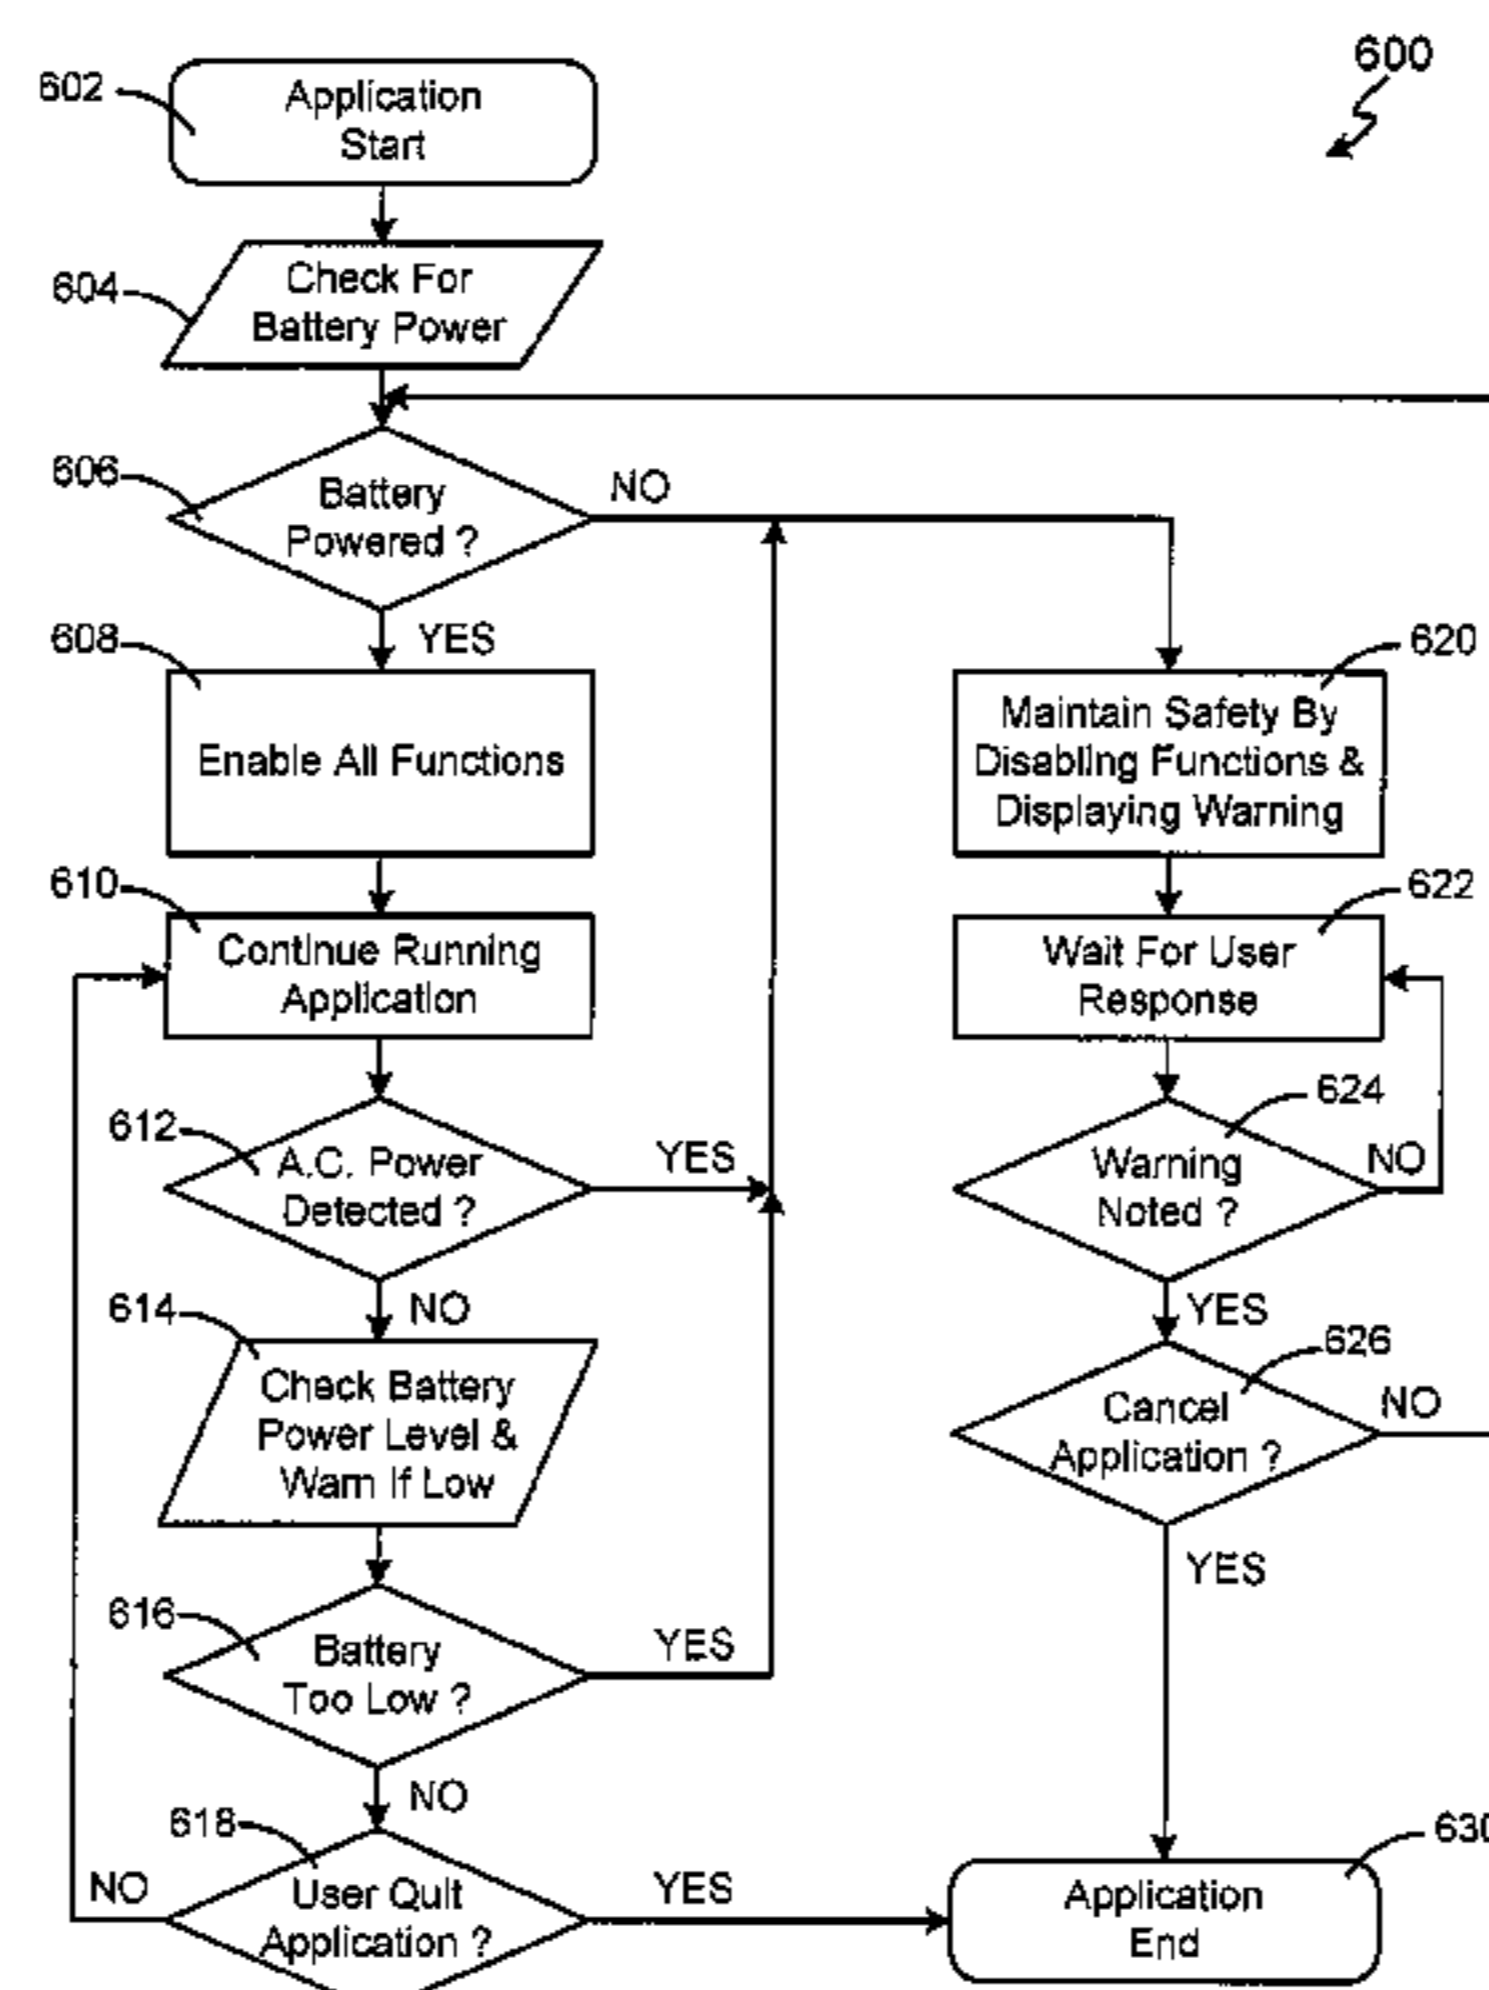 600
602
Application
Start
604
Check For
Battery Power
606
Battery
Powered ?
NO
YES
608
Enable All Functions
610
Continue Running
Application
612
A.C. Power
Detected ?
YES
NO
614
Check Battery
Power Level &
Warn If Low
616
Battery
Too Low ?
YES
NO
618
User Quit
Application ?
NO
YES
620
Maintain Safety By
Disabling Functions &
Displaying Warning
622
Wait For User
Response
624
Warning
Noted ?
NO
YES
626
Cancel
Application ?
NO
YES
630
Application
End